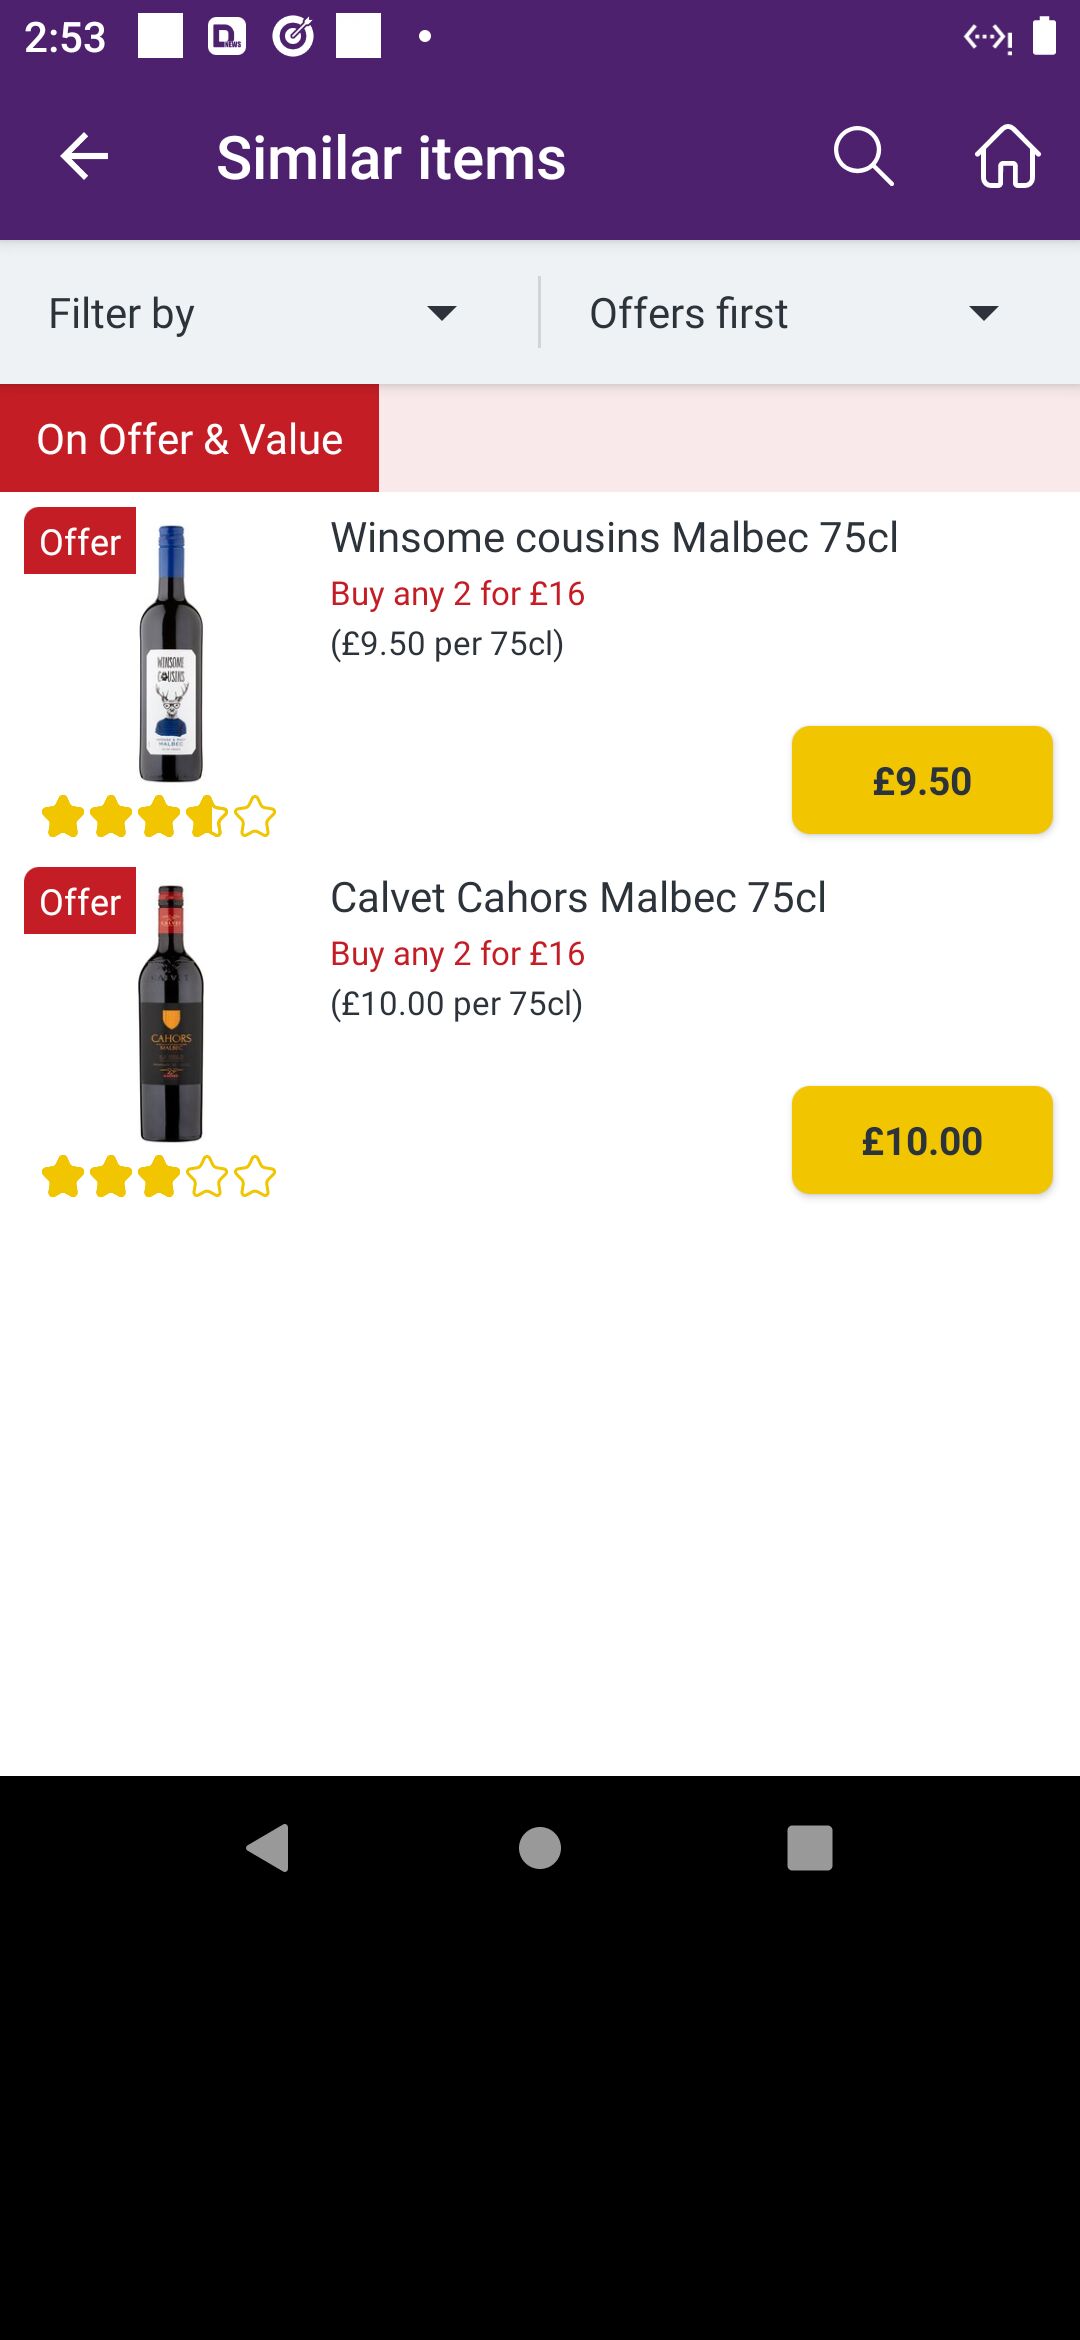 2:53
Similar items
Filter by
Offers first
On Offer & Value
Offer
Winsome cousins Malbec 75cl
Buy any 2 for £16
(£9.50 per 75cl)
WINSOME
COUSINS
MALBEC
£9.50
Offer
Calvet Cahors Malbec 75cl
Buy any 2 for £16
(£10.00 per 75cl)
CAHORS
MALBEC
£10.00